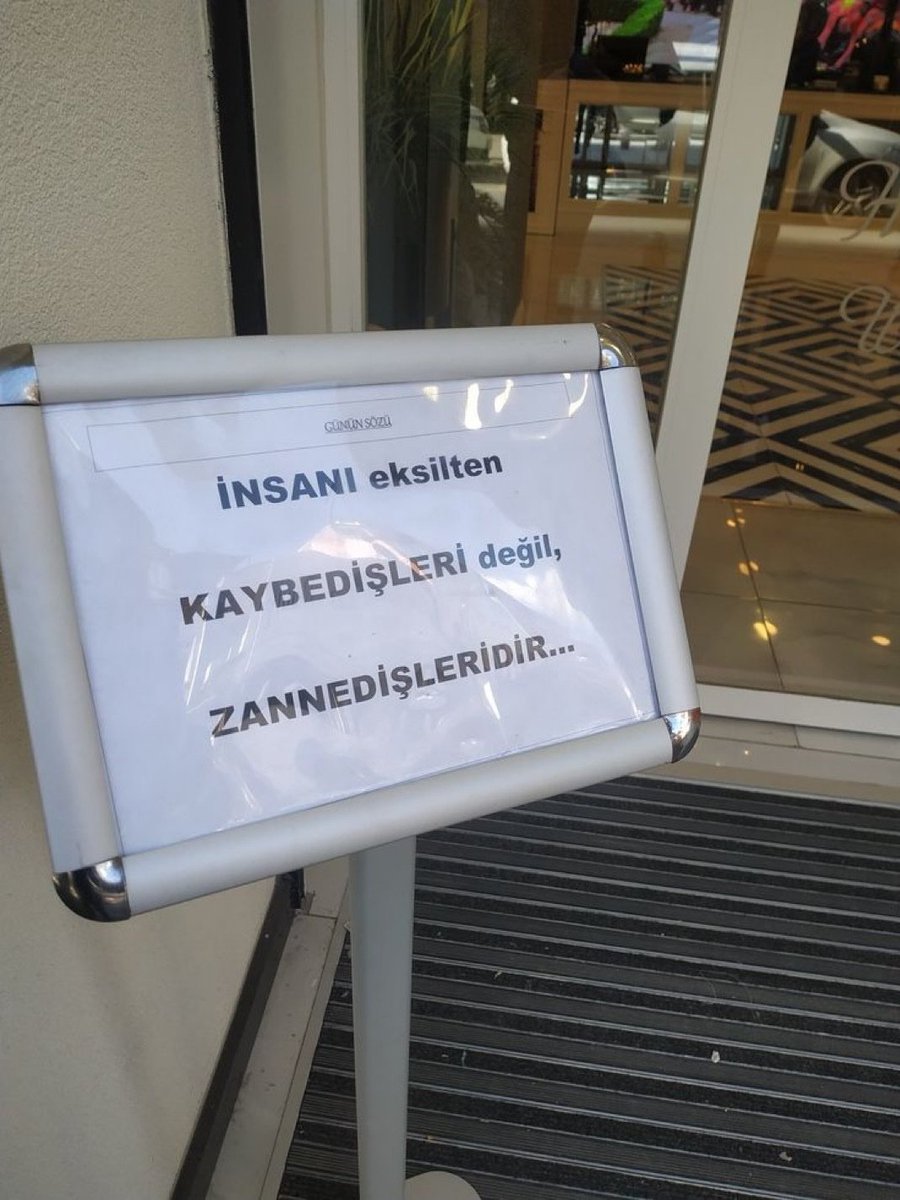 GÜNÜN SÖZÜ
İNSANI eksilten
KAYBEDİŞLERİ değil,
ZANNEDİŞLERİDİR...